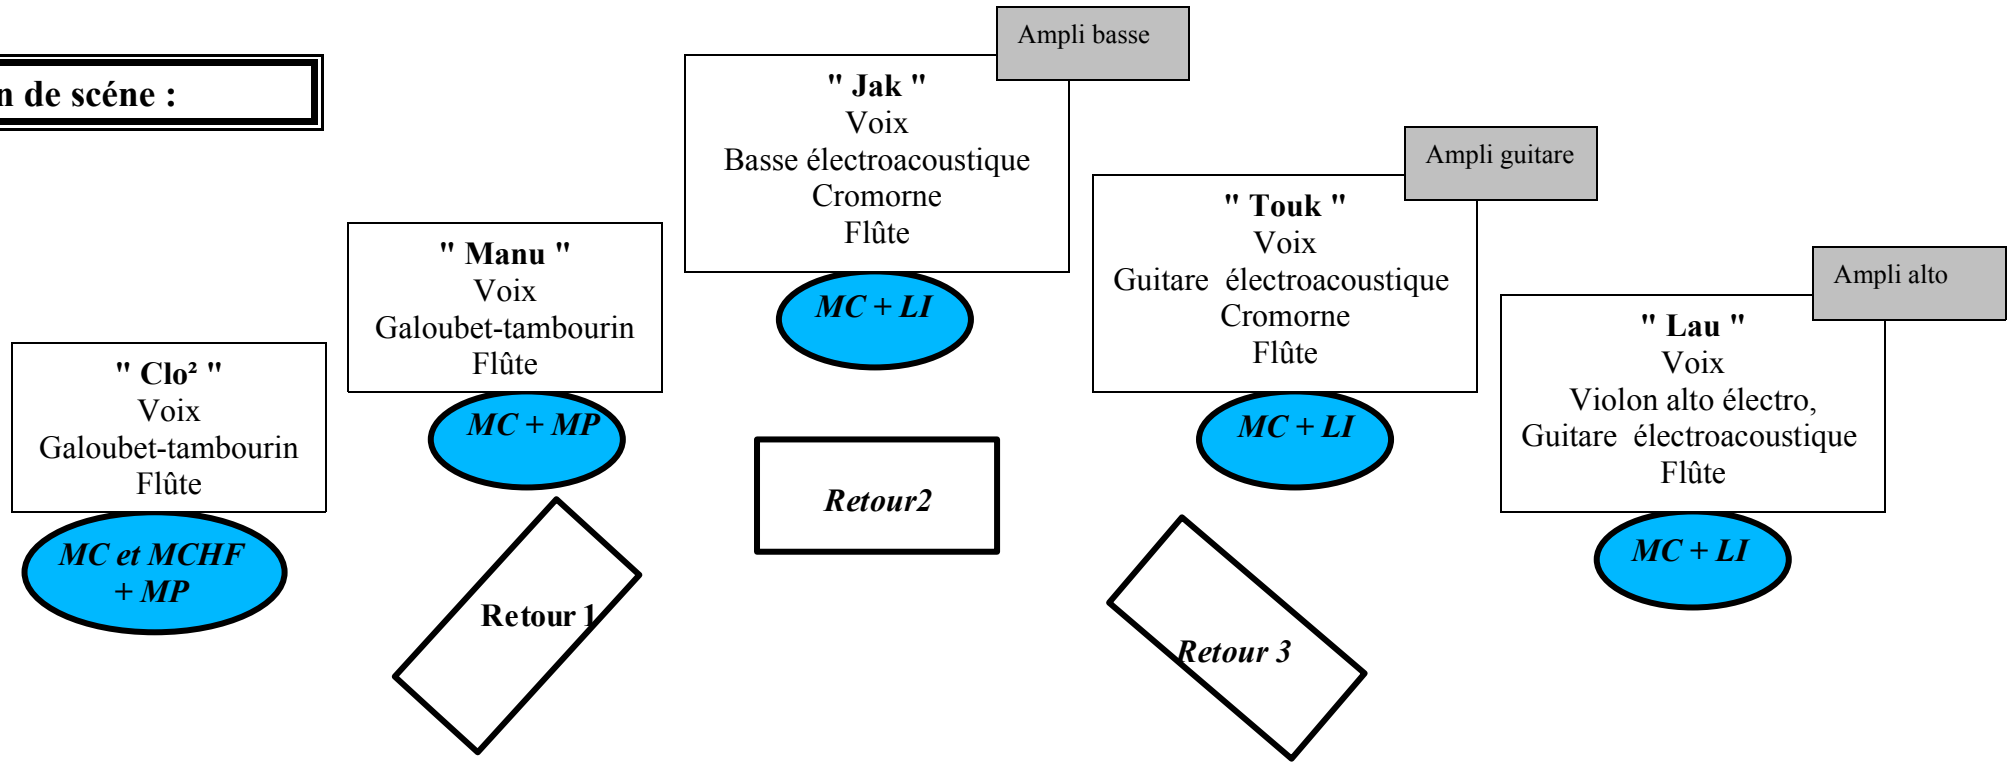 n de scéne :
Ampli basse
" Jak "
Voix
Basse électroacoustique
Cromorne
Flûte
MC + LI
Ampli guitare
" Touk "
Voix
Guitare électroacoustique
Cromorne
Flûte
MC + LI
Ampli alto
" Lau "
Voix
Violon alto électro,
Guitare électroacoustique
Flûte
MC + LI
" Manu "
Voix
Galoubet-tambourin
Flûte
MC + MP
" Clo² "
Voix
Galoubet-tambourin
Flûte
MC et MCHF
+ MP
Retour 1
Retour2
Retour 3